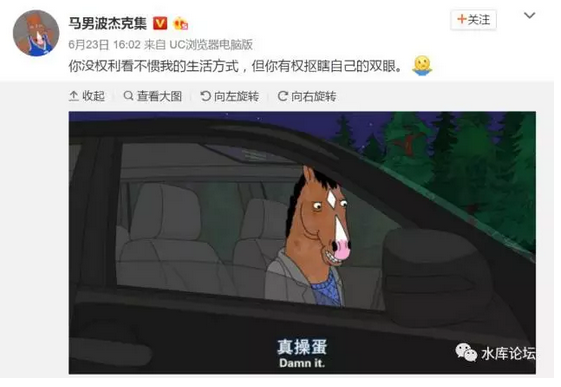 马男波杰克集
+关注
6月23日 16:02 来自 UC浏览器电脑版
你没权利看不惯我的生活方式，但你有权抠瞎自己的双眼。
收起 查看大图 向左旋转 向右旋转
真操蛋
Damn it.
水库论坛